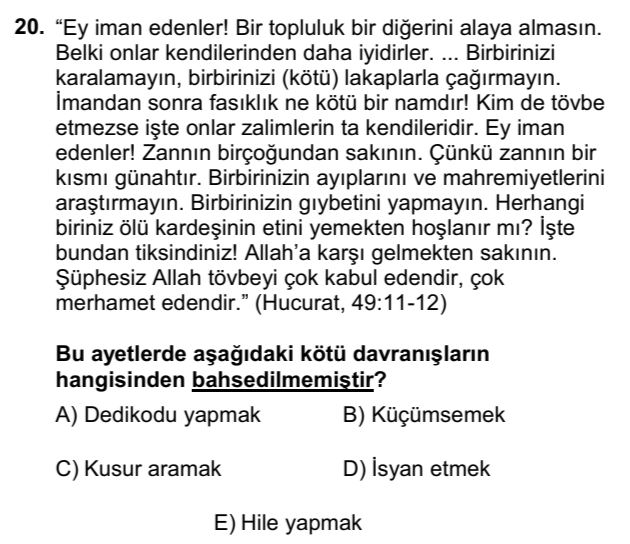 20. “Ey iman edenler! Bir topluluk bir diğerini alaya almasın.
Belki onlar kendilerinden daha iyidirler. ... Birbirinizi
karalamayın, birbirinizi (kötü) lakaplarla çağırmayın.
İmandan sonra fasıklık ne kötü bir namdır! Kim de tövbe
etmezse işte onlar zalimlerin ta kendileridir. Ey iman
edenler! Zannın birçoğundan sakının. Çünkü zannın bir
kısmı günahtır. Birbirinizin ayıplarını ve mahremiyetlerini
araştırmayın. Birbirinizin gıybetini yapmayın. Herhangi
biriniz ölü kardeşinin etini yemekten hoşlanır mı? İşte
bundan tiksindiniz! Allah’a karşı gelmekten sakının.
Şüphesiz Allah tövbeyi çok kabul edendir, çok
merhamet edendir.” (Hucurat, 49:11-12)
Bu ayetlerde aşağıdaki kötü davranışların
hangisinden bahsedilmemiştir?
A) Dedikodu yapmak B) Küçümsemek
C) Kusur aramak D) İsyan etmek
E) Hile yapmak